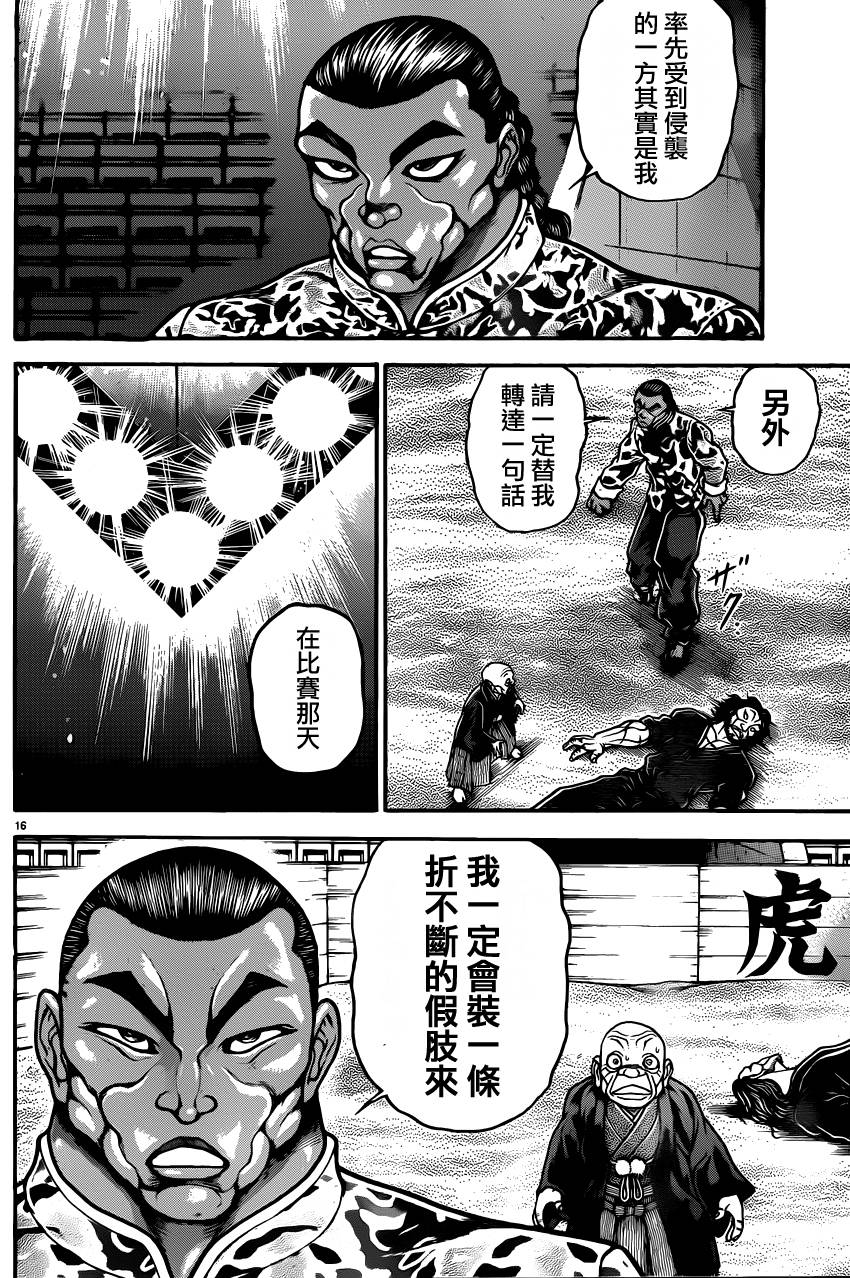 率先受到侵襲
的一方其實是我
另外
請一定替我
轉達一句話
ザク
在比賽那天
16
我一定會裝一條
折不斷的假肢來
虎